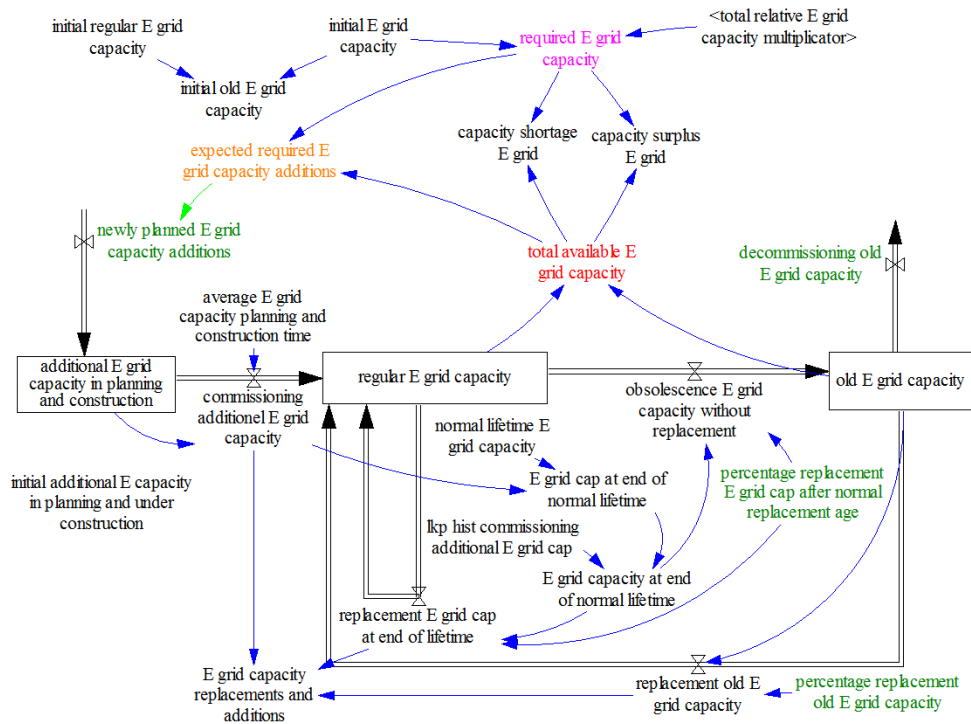 initial regular E grid
capacity
initial E grid
capacity
required E grid
capacity
<total relative E grid
capacity multiplicator>
initial old E grid
capacity
capacity shortage
E grid
capacity surplus
E grid
expected required E
grid capacity additions
newly planned E grid
capacity additions
total available E
grid capacity
decommissioning old
E grid capacity
average E grid
capacity planning and
construction time
additional E grid
capacity in planning
and construction
regular E grid capacity
old E grid capacity
commissioning
additionel E grid
capacity
obsolescence E grid
capacity without
replacement
normal lifetime E
grid capacity
initial additional E capacity
in planning and under
construction
E grid cap at end of
normal lifetime
percentage replacement
E grid cap after normal
replacement age
lkp hist commissioning
additional E grid cap
E grid capacity at end
of normal lifetime
replacement E grid cap
at end of lifetime
E grid capacity
replacements and
additions
replacement old E
grid capacity
percentage replacement
old E grid capacity